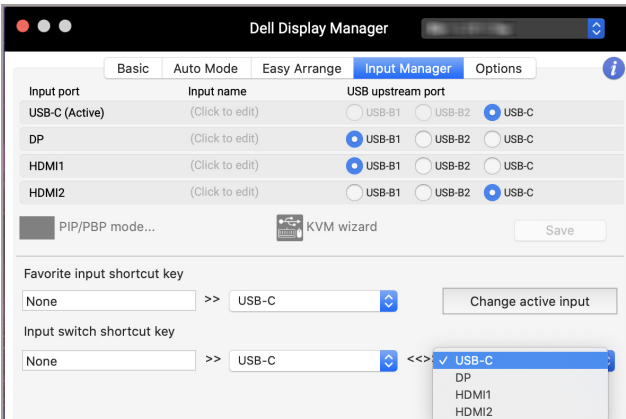 Dell Display Manager
Basic Auto Mode Easy Arrange Input Manager Options i
Input port Input name USB upstream port
USB-C (Active) (Click to edit) USB-B1 USB-B2 USB-C
DP (Click to edit) USB-B1 USB-B2 USB-C
HDMI1 (Click to edit) USB-B1 USB-B2 USB-C
HDMI2 (Click to edit) USB-B1 USB-B2 USB-C
PIP/PBP mode... KVM wizard Save
Favorite input shortcut key
None >> USB-C Change active input
Input switch shortcut key
None >> USB-C <<>> ✓ USB-C
DP
HDMI1
HDMI2